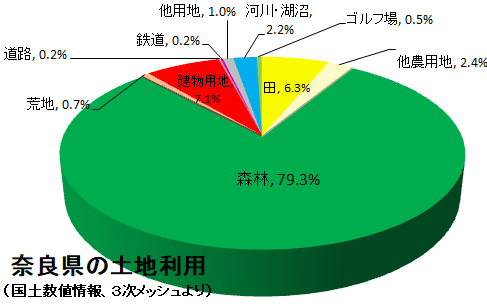 他用地, 1.0%
河川・湖沼, 2.2%
ゴルフ場, 0.5%
鉄道, 0.2%
道路, 0.2%
他農用地, 2.4%
建物用地, 7.1%
田, 6.3%
荒地, 0.7%
森林, 79.3%
奈良県の土地利用
(国土数値情報、3次メッシュより)